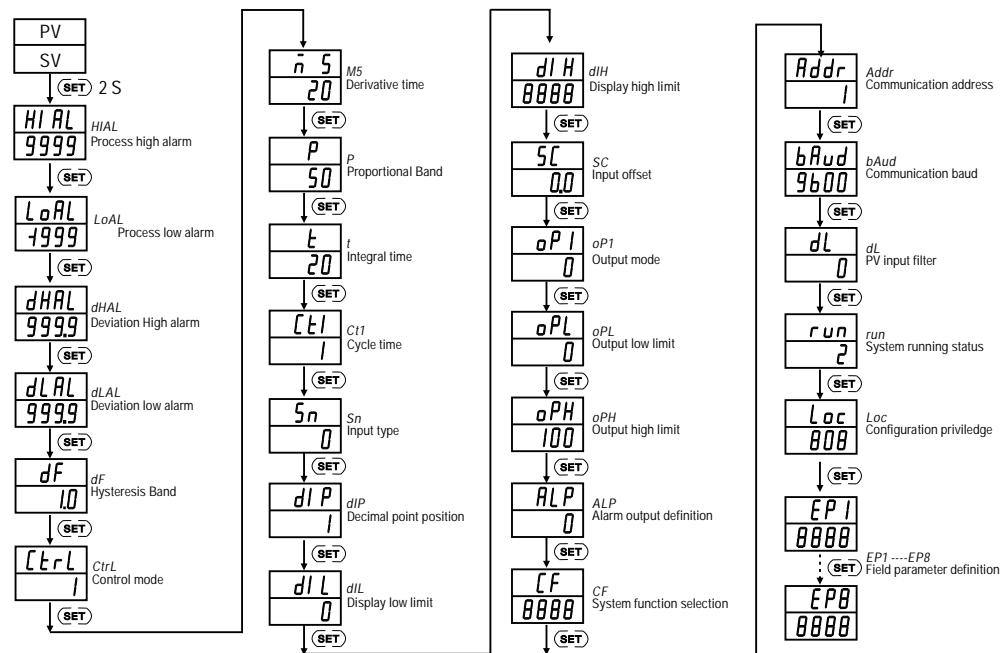 PV
SV
SET 2 S
HIAL
9999
HIAL
Process high alarm
SET
LoAL
-1999
LoAL
Process low alarm
SET
dHAL
999.9
dHAL
Deviation High alarm
SET
dLAL
999.9
dLAL
Deviation low alarm
SET
dF
1.0
dF
Hysteresis Band
SET
CtrL
1
CtrL
Control mode
SET
20
M5
Derivative time
SET
P
50
P
Proportional Band
SET
t
20
t
Integral time
SET
Ct1
1
Ct1
Cycle time
SET
Sn
0
Sn
Input type
SET
dIP
1
dIP
Decimal point position
SET
dIL
0
dIL
Display low limit
SET
dIH
8888
dIH
Display high limit
SET
SC
0.0
SC
Input offset
SET
oP1
0
oP1
Output mode
SET
oPL
0
oPL
Output low limit
SET
oPH
100
oPH
Output high limit
SET
ALP
0
ALP
Alarm output definition
SET
CF
8888
CF
System function selection
SET
Addr
1
Addr
Communication address
SET
bAud
9600
bAud
Communication baud
SET
dL
0
dL
PV input filter
SET
run
2
run
System running status
SET
Loc
808
Loc
Configuration priviledge
SET
EP1
8888
EP1 ----EP8
SET Field parameter definition
EP8
8888